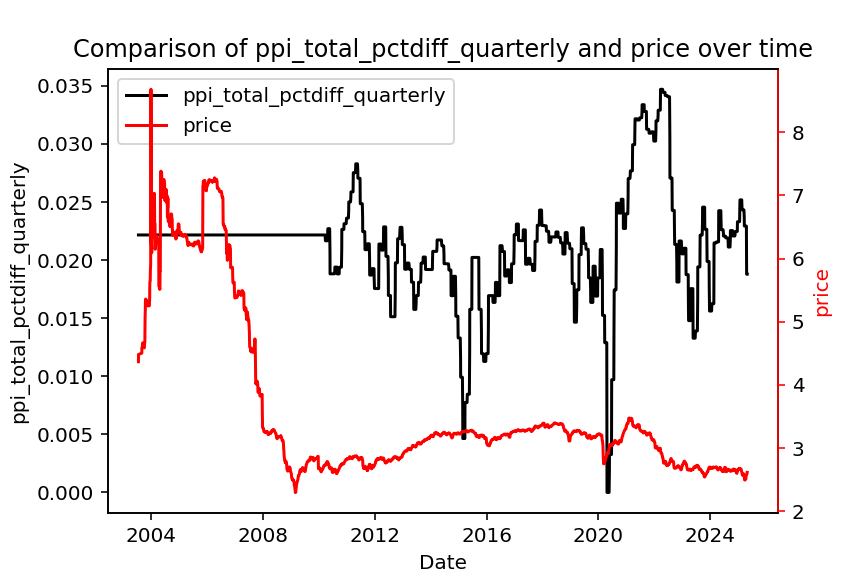 Comparison of ppi_total_pctdiff_quarterly and price over time
ppi_total_pctdiff_quarterly
price
0.035
0.030
0.025
0.020
0.015
0.010
0.005
0.000
ppi_total_pctdiff_quarterly
8
7
6
5
4
3
2
price
2004 2008 2012 2016 2020 2024
Date